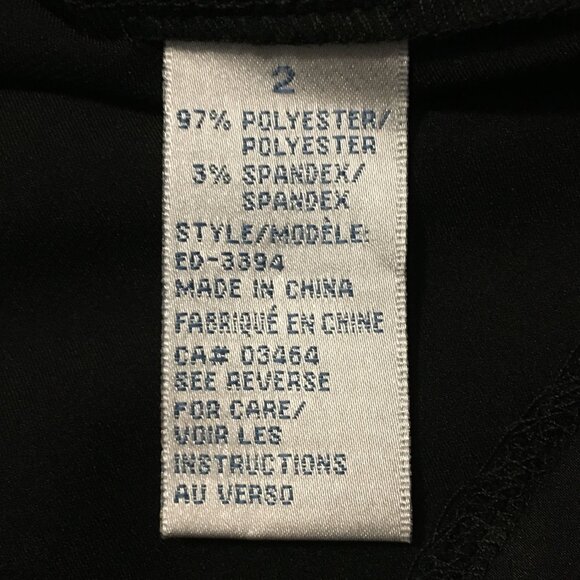 2
97% POLYESTER/
POLYESTER
3% SPANDEX/
SPANDEX
STYLE/MODÈLE:
ED-3394
MADE IN CHINA
FABRIQUÉ EN CHINE
CA# 03464
SEE REVERSE
FOR CARE/
VOIR LES
INSTRUCTIONS
AU VERSO